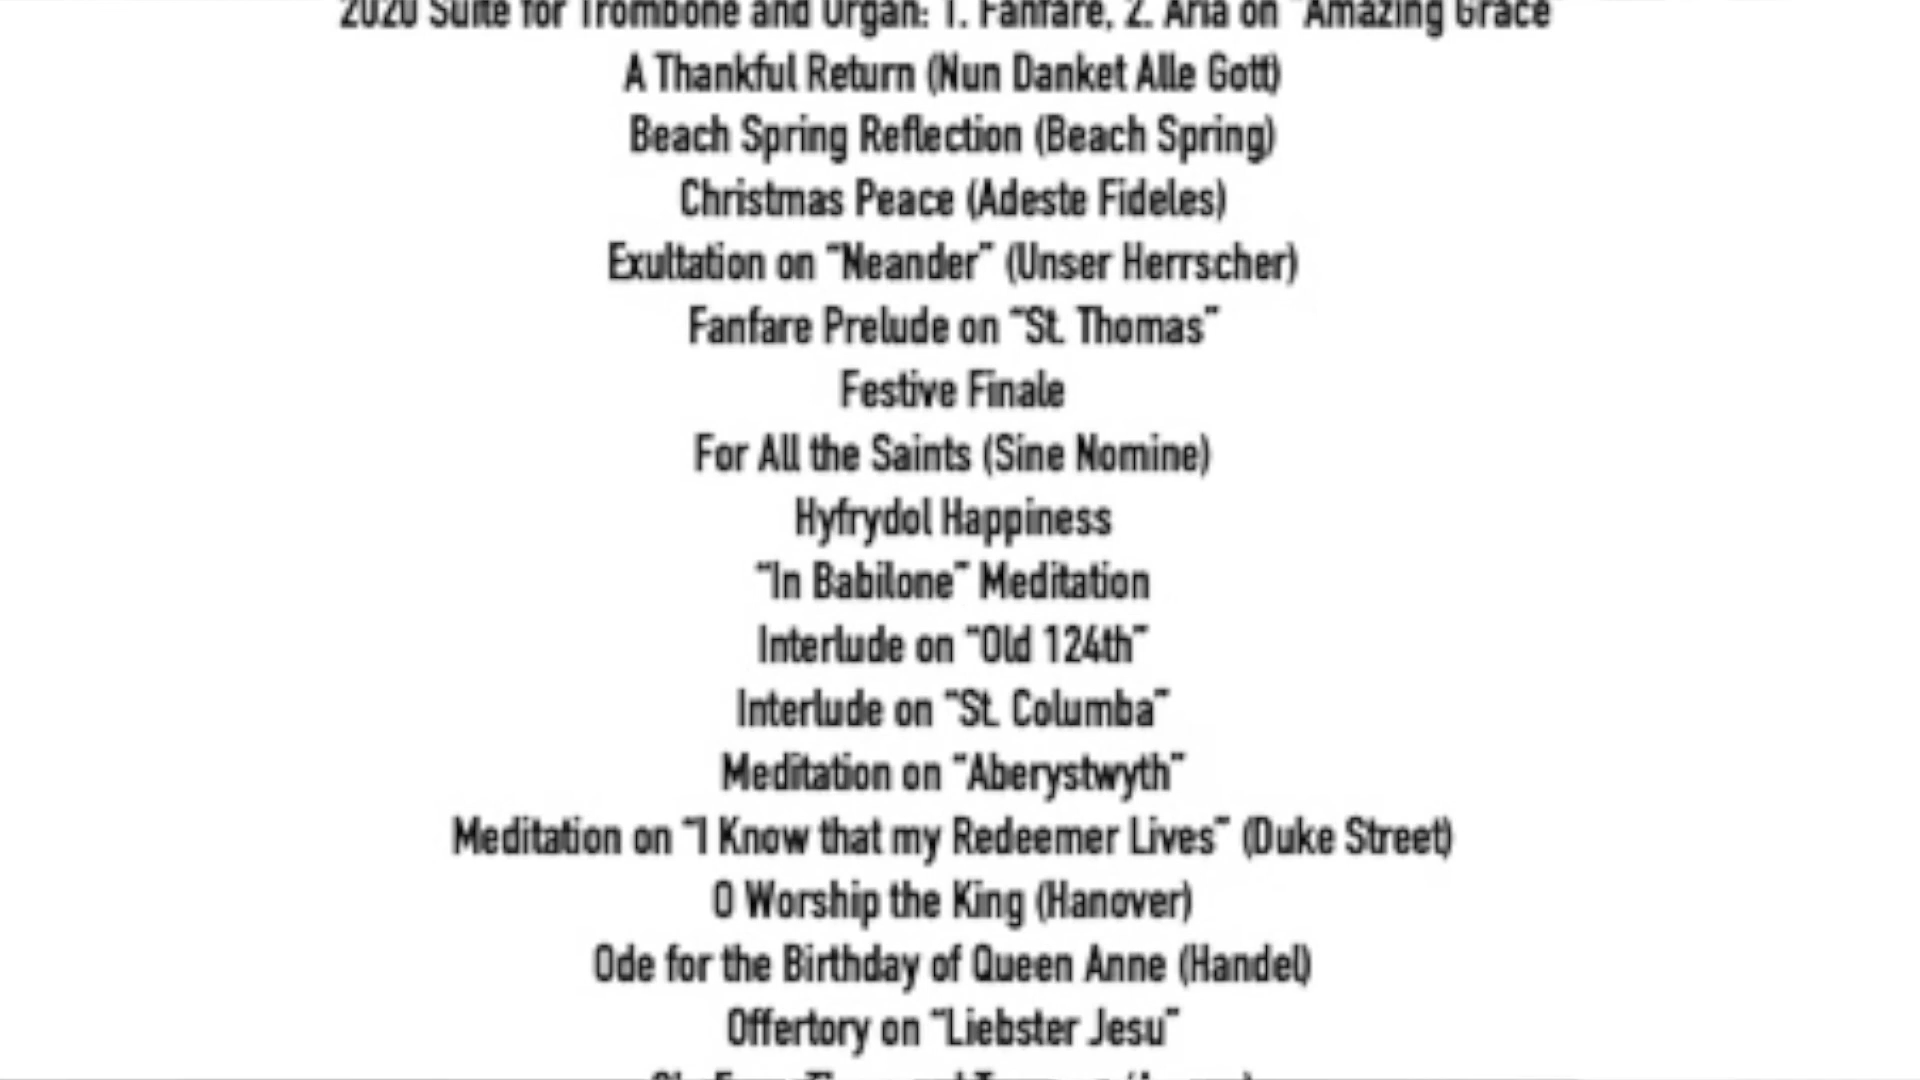 2020 Suite for Trombone and Organ: 1. Fanfare, 2. Aria on “Amazing Grace”
A Thankful Return (Nun Danket Alle Gott)
Beach Spring Reflection (Beach Spring)
Christmas Peace (Adeste Fideles)
Exultation on “Neander” (Unser Herrscher)
Fanfare Prelude on “St. Thomas”
Festive Finale
For All the Saints (Sine Nomine)
Hyfrydol Happiness
“In Babilone” Meditation
Interlude on “Old 124th”
Interlude on “St. Columba”
Meditation on “Aberystwyth”
Meditation on “I Know that my Redeemer Lives” (Duke Street)
O Worship the King (Hanover)
Ode for the Birthday of Queen Anne (Handel)
Offertory on “Liebster Jesu”